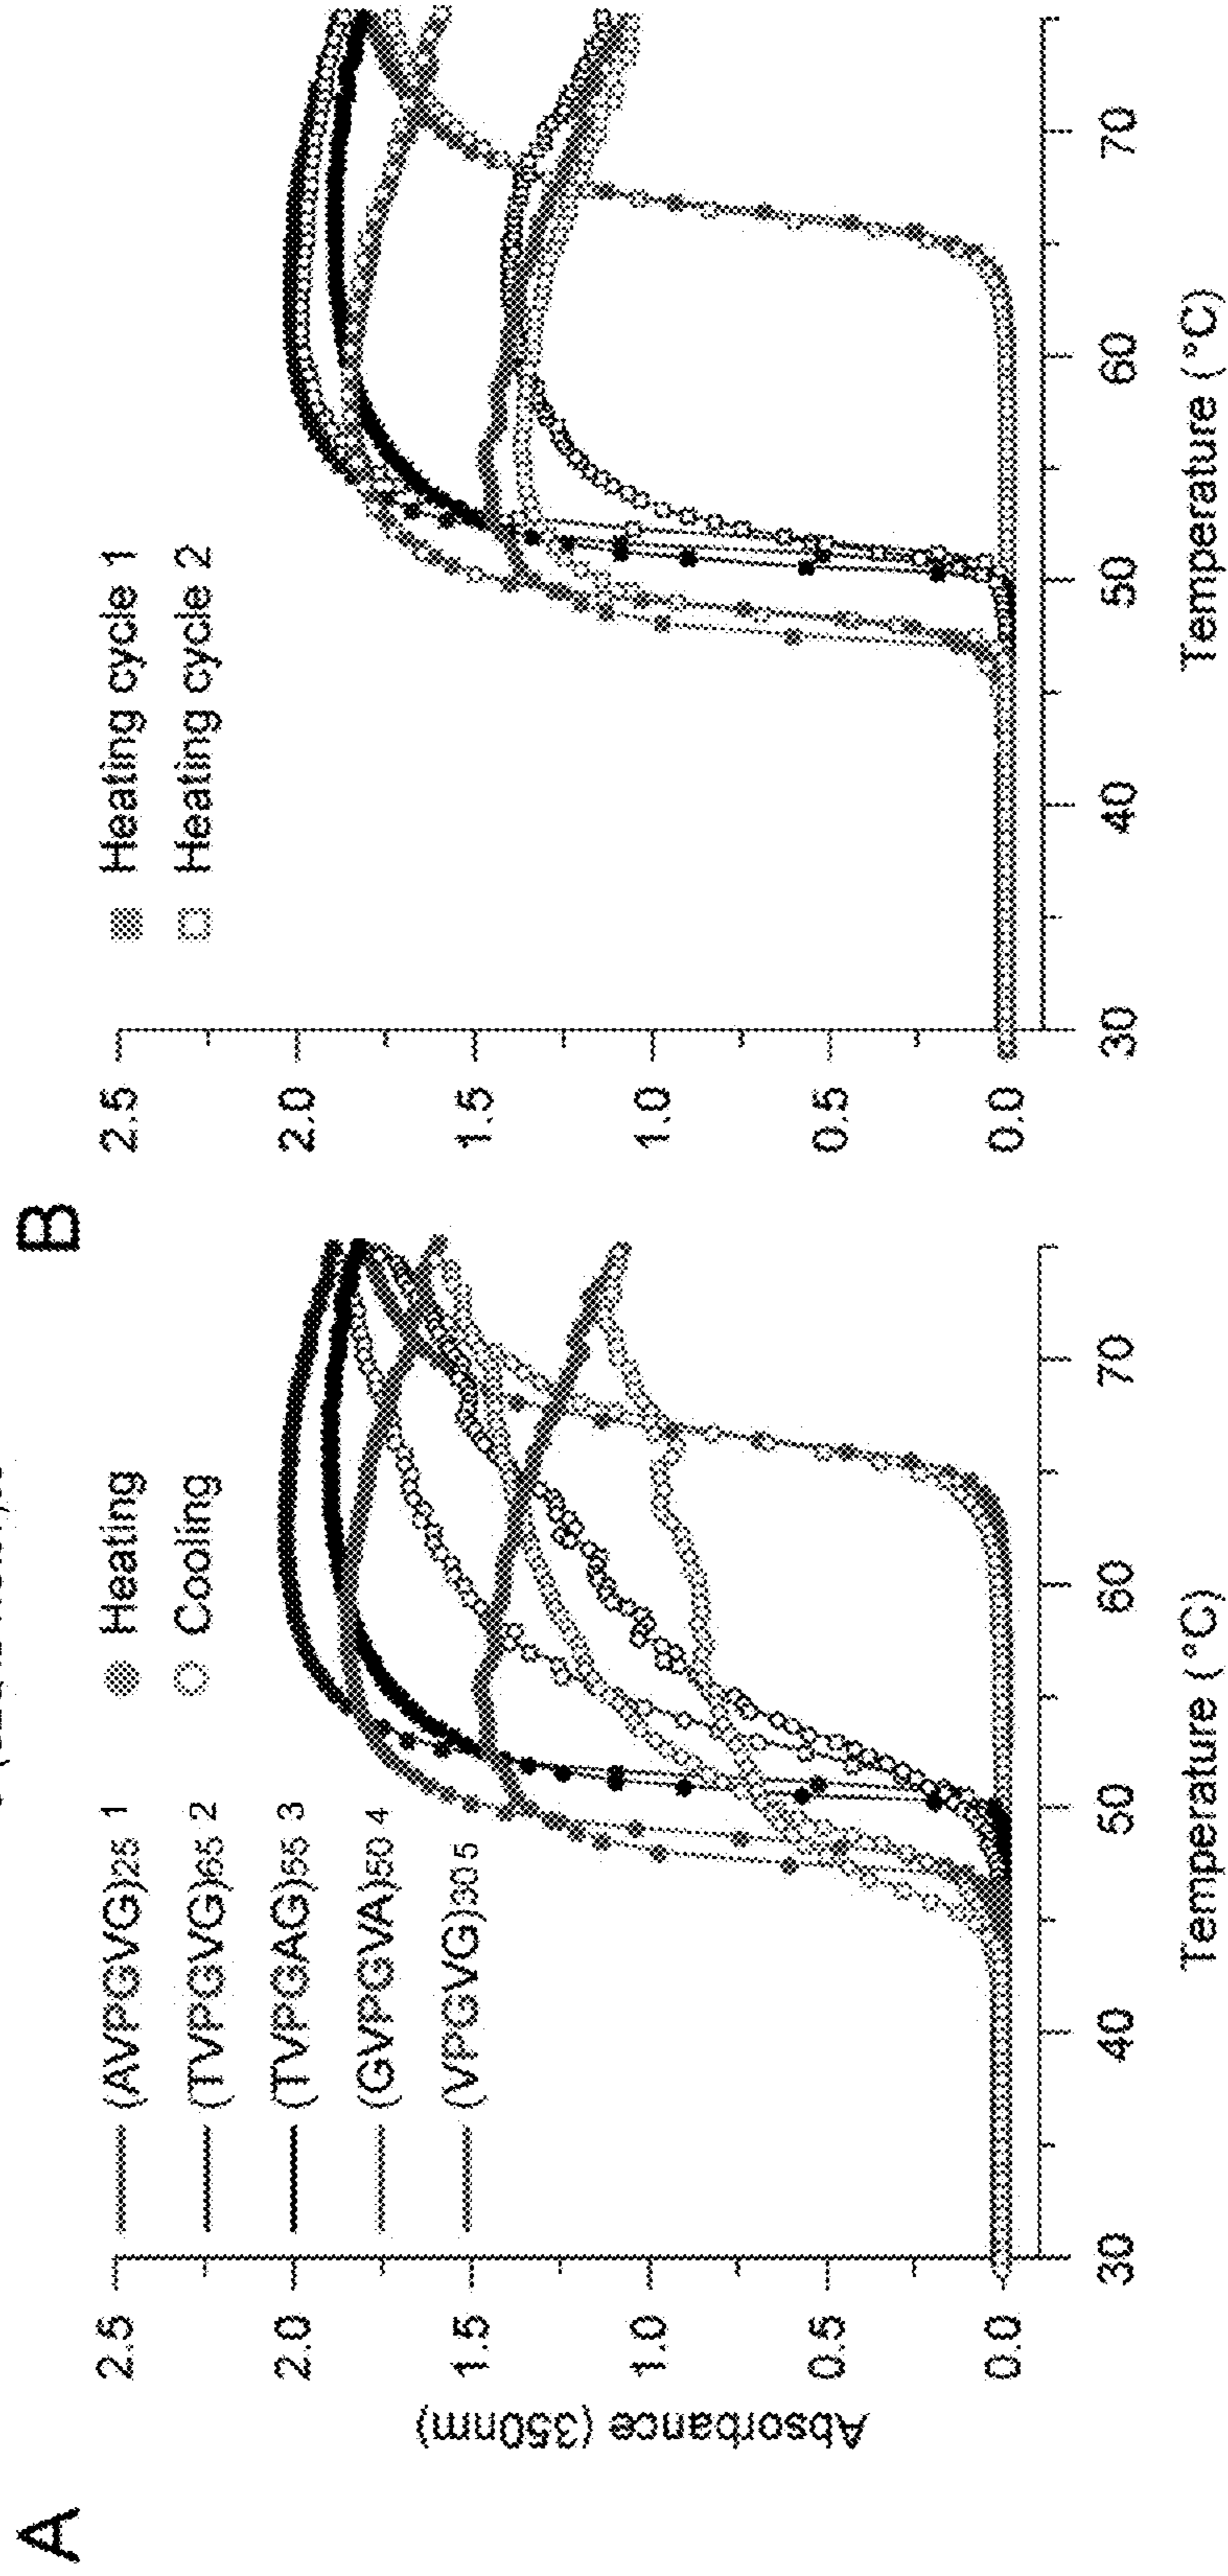 A
Absorbance (350nm)
2.5
2.0
1.5
1.0
0.5
0.0
(AVPGVG)25 1
(TVPGVG)65 2
(TVPGAG)55 3
(GVPGVA)50 4
(VPGVG)30 5
Heating
Cooling
30
40
50
60
70
Temperature (°C)
B
2.5
2.0
1.5
1.0
0.5
0.0
Heating cycle 1
Heating cycle 2
30
40
50
60
70
Temperature (°C)